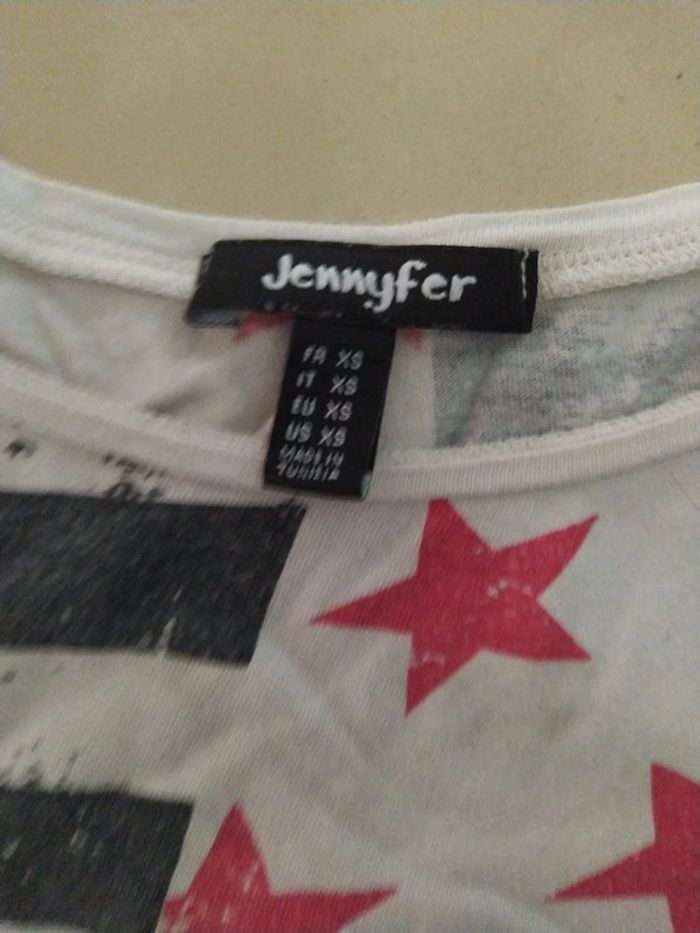 Jennyfer
FR XS
IT XS
EU XS
US XS
MADE IN
TUNISIA